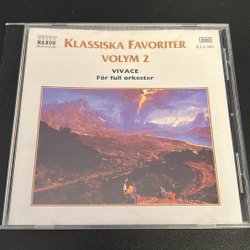 NAXOS
KLASSISKA FAVORITER
VOLYM 2
VIVACE
För full orkester